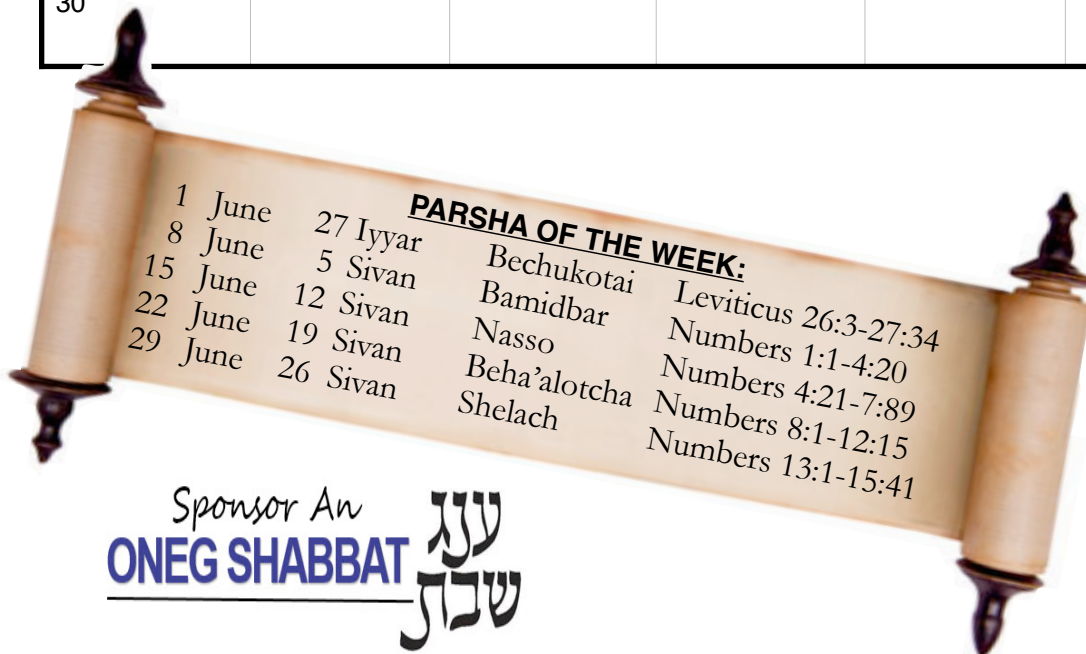 30
PARSHA OF THE WEEK:
1 June 27 Iyyar Bechukotai Leviticus 26:3-27:34
8 June 5 Sivan Bamidbar Numbers 1:1-4:20
15 June 12 Sivan Nasso Numbers 4:21-7:89
22 June 19 Sivan Beha’alotcha Numbers 8:1-12:15
29 June 26 Sivan Shelach Numbers 13:1-15:41
Sponsor An
ONEG SHABBAT
ענג
שבת